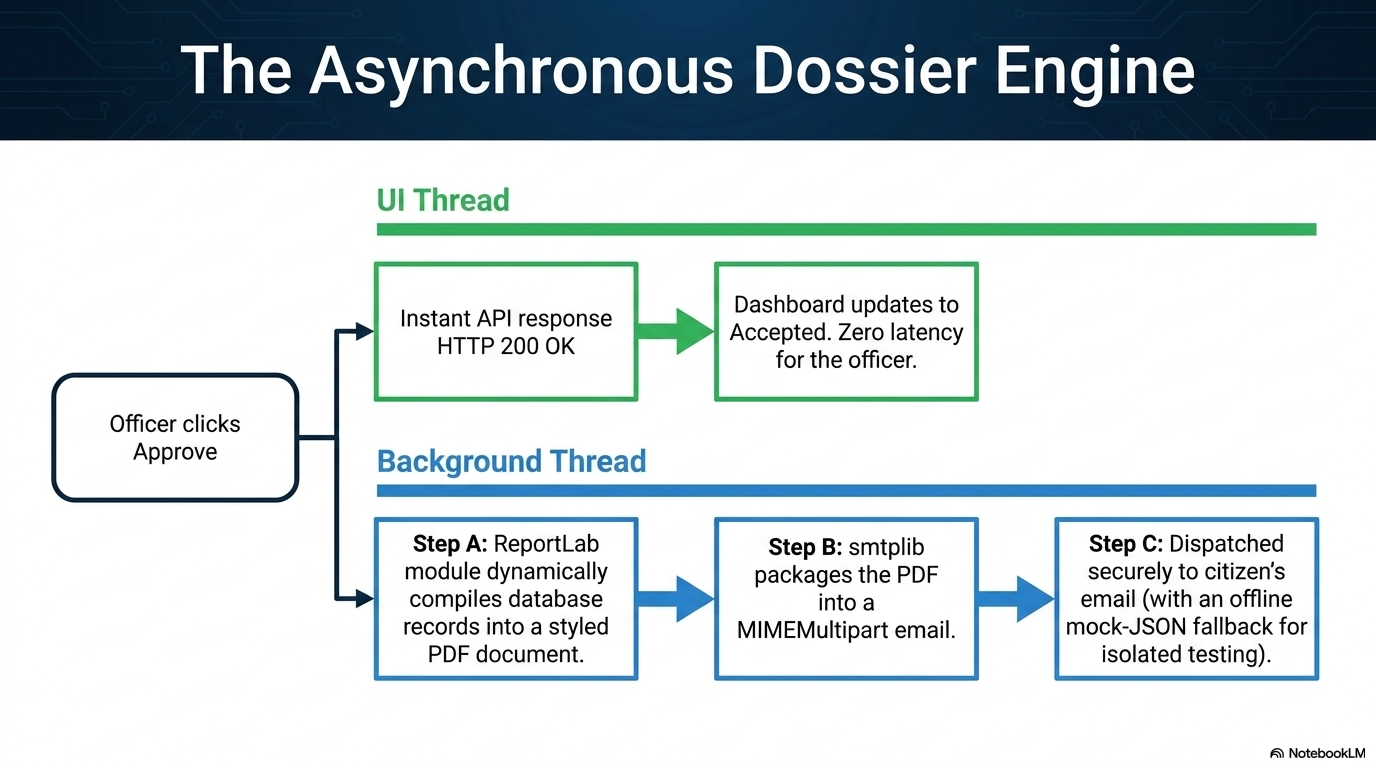 The Asynchronous Dossier Engine
UI Thread
Instant API response
HTTP 200 OK
Dashboard updates to
Accepted. Zero latency
for the officer.
Officer clicks
Approve
Background Thread
Step A: ReportLab
module dynamically
compiles database
records into a styled
PDF document.
Step B: smtplib
packages the PDF
into a
MIMEMultipart email.
Step C: Dispatched
securely to citizen's
email (with an offline
mock-JSON fallback for
isolated testing).
NotebookLM